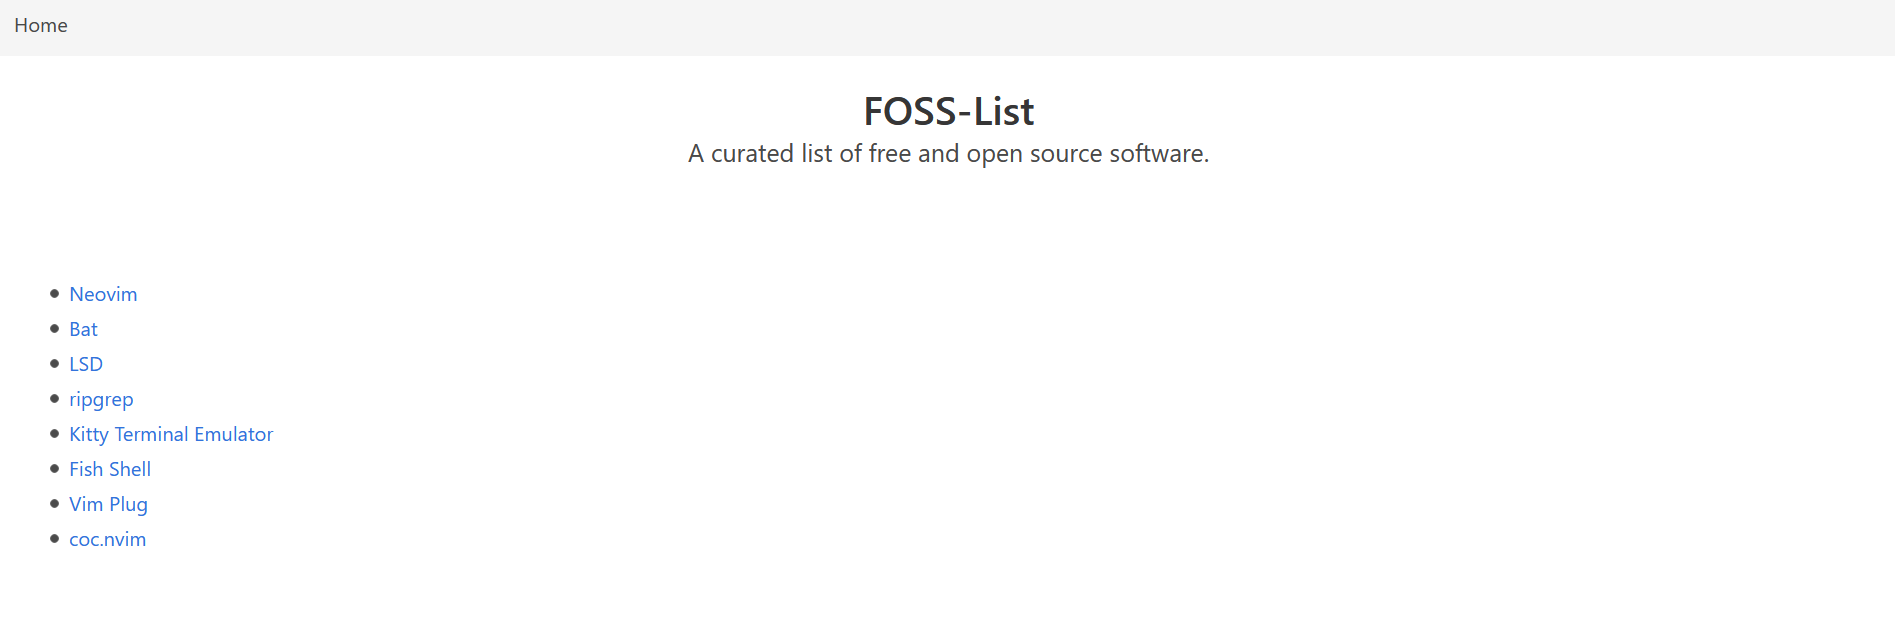 Home
FOSS-List
A curated list of free and open source software.
Neovim
Bat
LSD
ripgrep
Kitty Terminal Emulator
Fish Shell
Vim Plug
coc.nvim